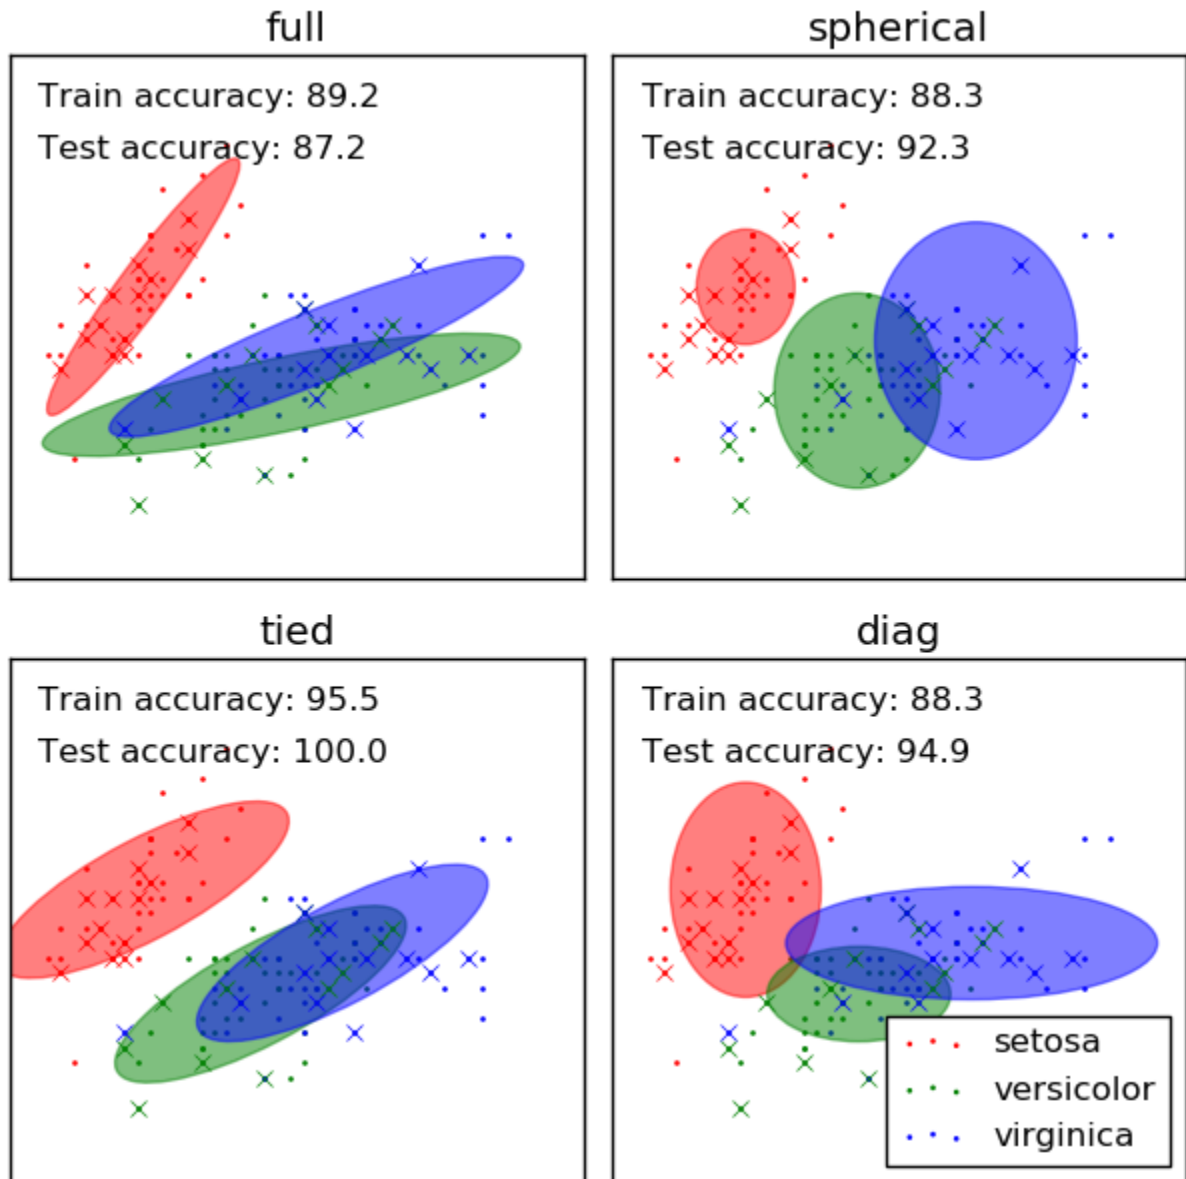 full
Train accuracy: 89.2
Test accuracy: 87.2
spherical
Train accuracy: 88.3
Test accuracy: 92.3
tied
Train accuracy: 95.5
Test accuracy: 100.0
diag
Train accuracy: 88.3
Test accuracy: 94.9
setosa
versicolor
virginica